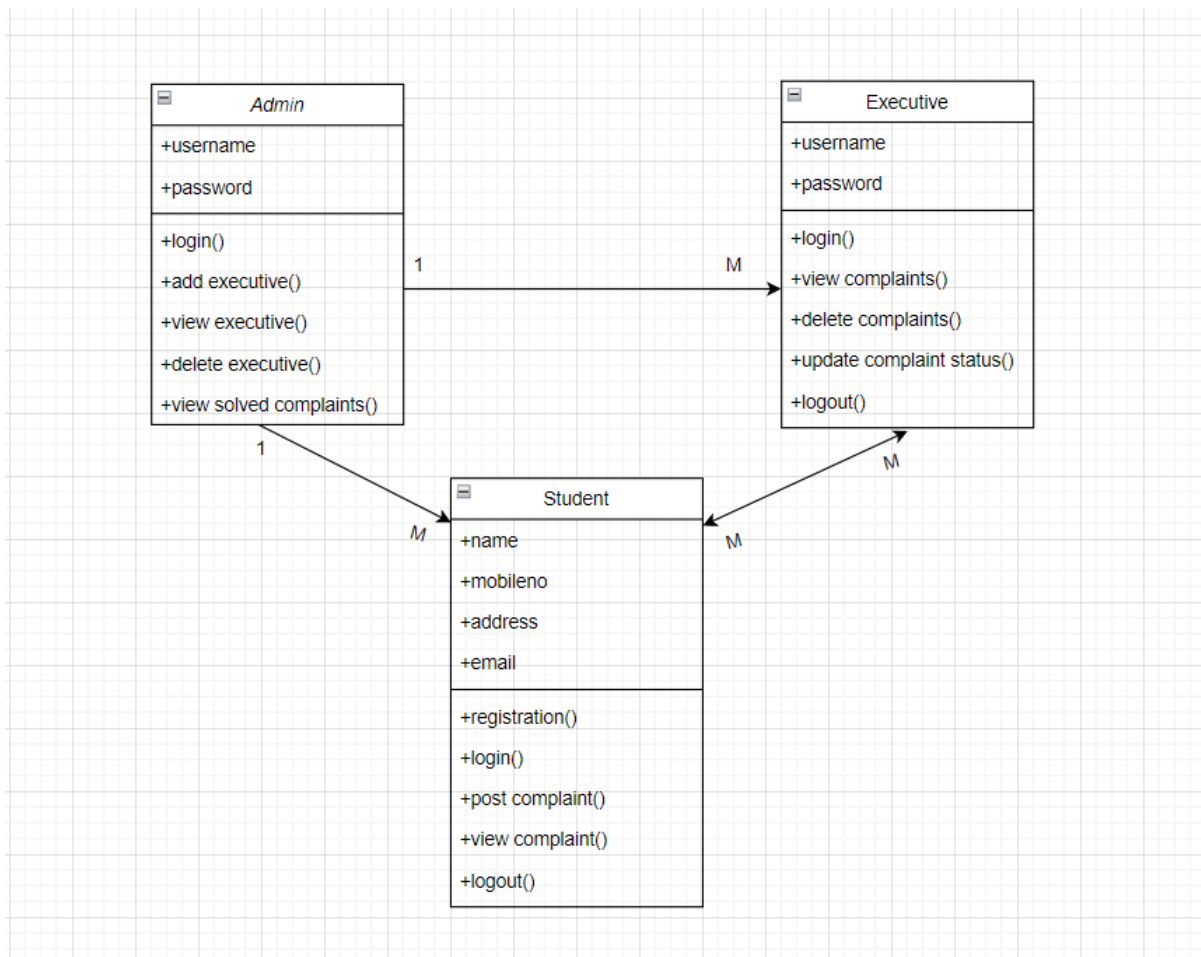 Admin
+username
+password
+login()
+add executive()
+view executive()
+delete executive()
+view solved complaints()
1
M
Executive
+username
+password
+login()
+view complaints()
+delete complaints()
+update complaint status()
+logout()
1
M
M
M
Student
+name
+mobileno
+address
+email
+registration()
+login()
+post complaint()
+view complaint()
+logout()